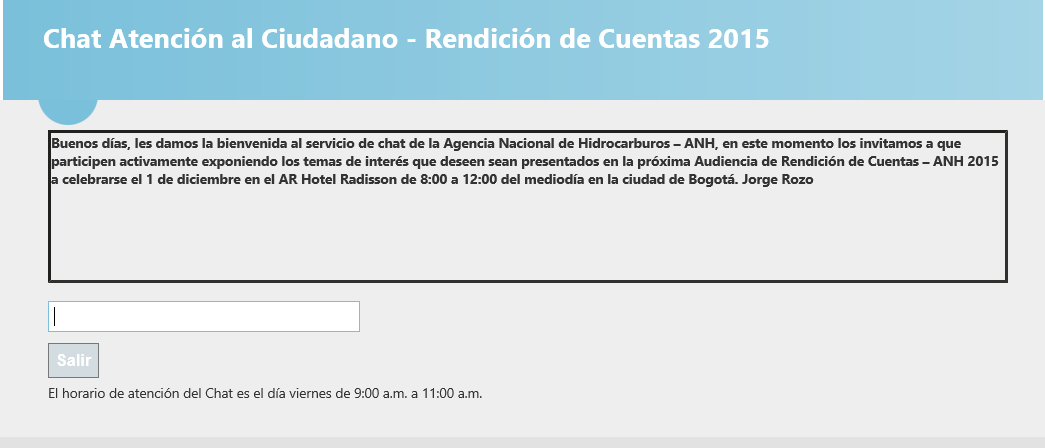 Chat Atención al Ciudadano - Rendición de Cuentas 2015
Buenos días, les damos la bienvenida al servicio de chat de la Agencia Nacional de Hidrocarburos – ANH, en este momento los invitamos a que
participen activamente exponiendo los temas de interés que deseen sean presentados en la próxima Audiencia de Rendición de Cuentas – ANH 2015
a celebrarse el 1 de diciembre en el AR Hotel Radisson de 8:00 a 12:00 del mediodía en la ciudad de Bogotá. Jorge Rozo
Salir
El horario de atención del Chat es el día viernes de 9:00 a.m. a 11:00 a.m.